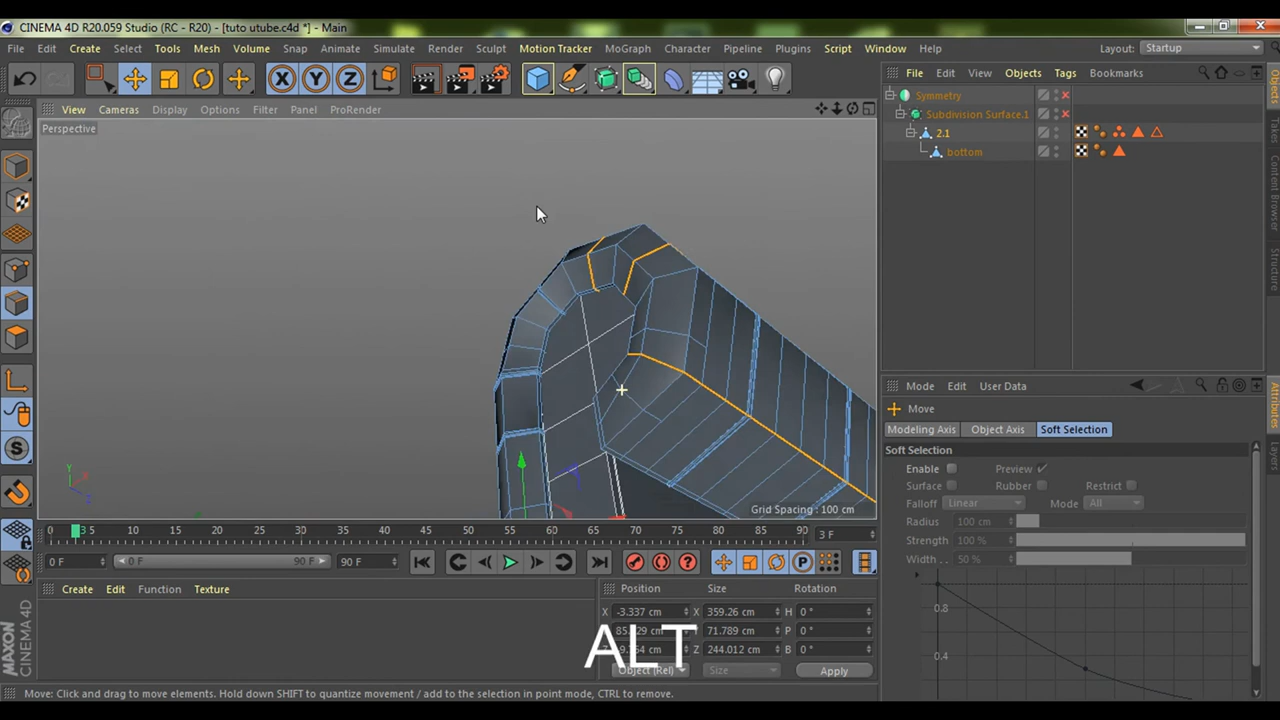 CINEMA 4D R20.059 Studio (RC - R20) - [tuto utube.c4d *] - Main
File Edit Create Select Tools Mesh Volume Snap Animate Simulate Render Sculpt Motion Tracker MoGraph Character Pipeline Plugins Script Window Help Layout: Startup
View Cameras Display Options Filter Panel ProRender
Perspective
Grid Spacing : 100 cm
File Edit View Objects Tags Bookmarks
Symmetry
Subdivision Surface.1
2.1
bottom
Objects
Takes
Content Browser
Structure
Mode Edit User Data
Move
Modeling Axis Object Axis Soft Selection
Soft Selection
Enable Preview
Surface Rubber Restrict
Falloff Linear Mode All
Radius 100 cm
Strength 100 %
Width 50 %
0.8
0.4
Attributes
Layers
0 3 5 10 15 20 25 30 35 40 45 50 55 60 65 70 75 80 85 90 3 F
0 F 0 F 90 F 90 F
Create Edit Function Texture
Position Size Rotation
X -3.337 cm X 359.26 cm H 0 °
71.789 cm P 0 °
Z 244.012 cm B 0 °
Object (Rel) Size Apply
ALT
MAXON CINEMA 4D
Move: Click and drag to move elements. Hold down SHIFT to quantize movement / add to the selection in point mode, CTRL to remove.